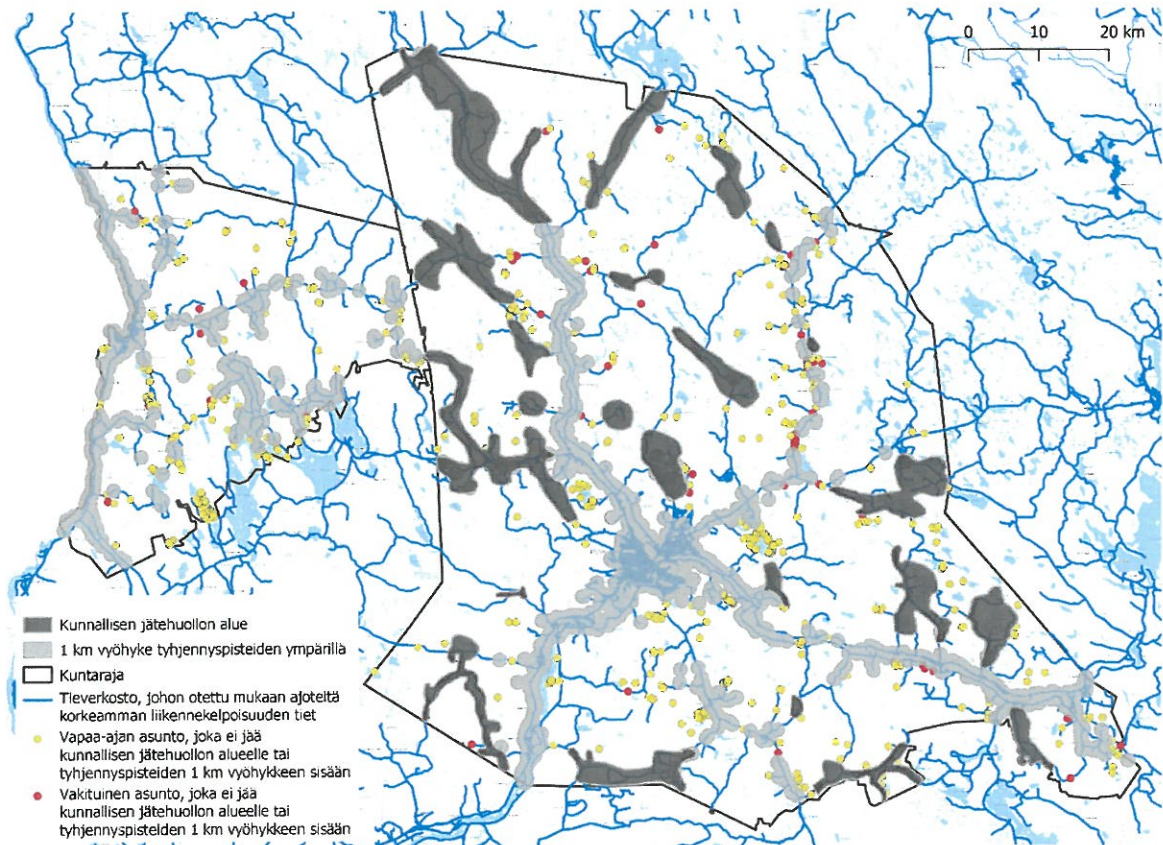 0 10 20 km
Kunnallisen jätehuollon alue
1 km vyöhyke tyhjennyspisteiden ympärillä
Kuntaraja
Tieverkosto, johon otettu mukaan ajoteitä
korkeamman liikennekelpoisuuden tiet
Vapaa-ajan asunto, joka ei jää
kunnallisen jätehuollon alueelle tai
tyhjennyspisteiden 1 km vyöhykkeen sisään
Vakituinen asunto, joka ei jää
kunnallisen jätehuollon alueelle tai
tyhjennyspisteiden 1 km vyöhykkeen sisään